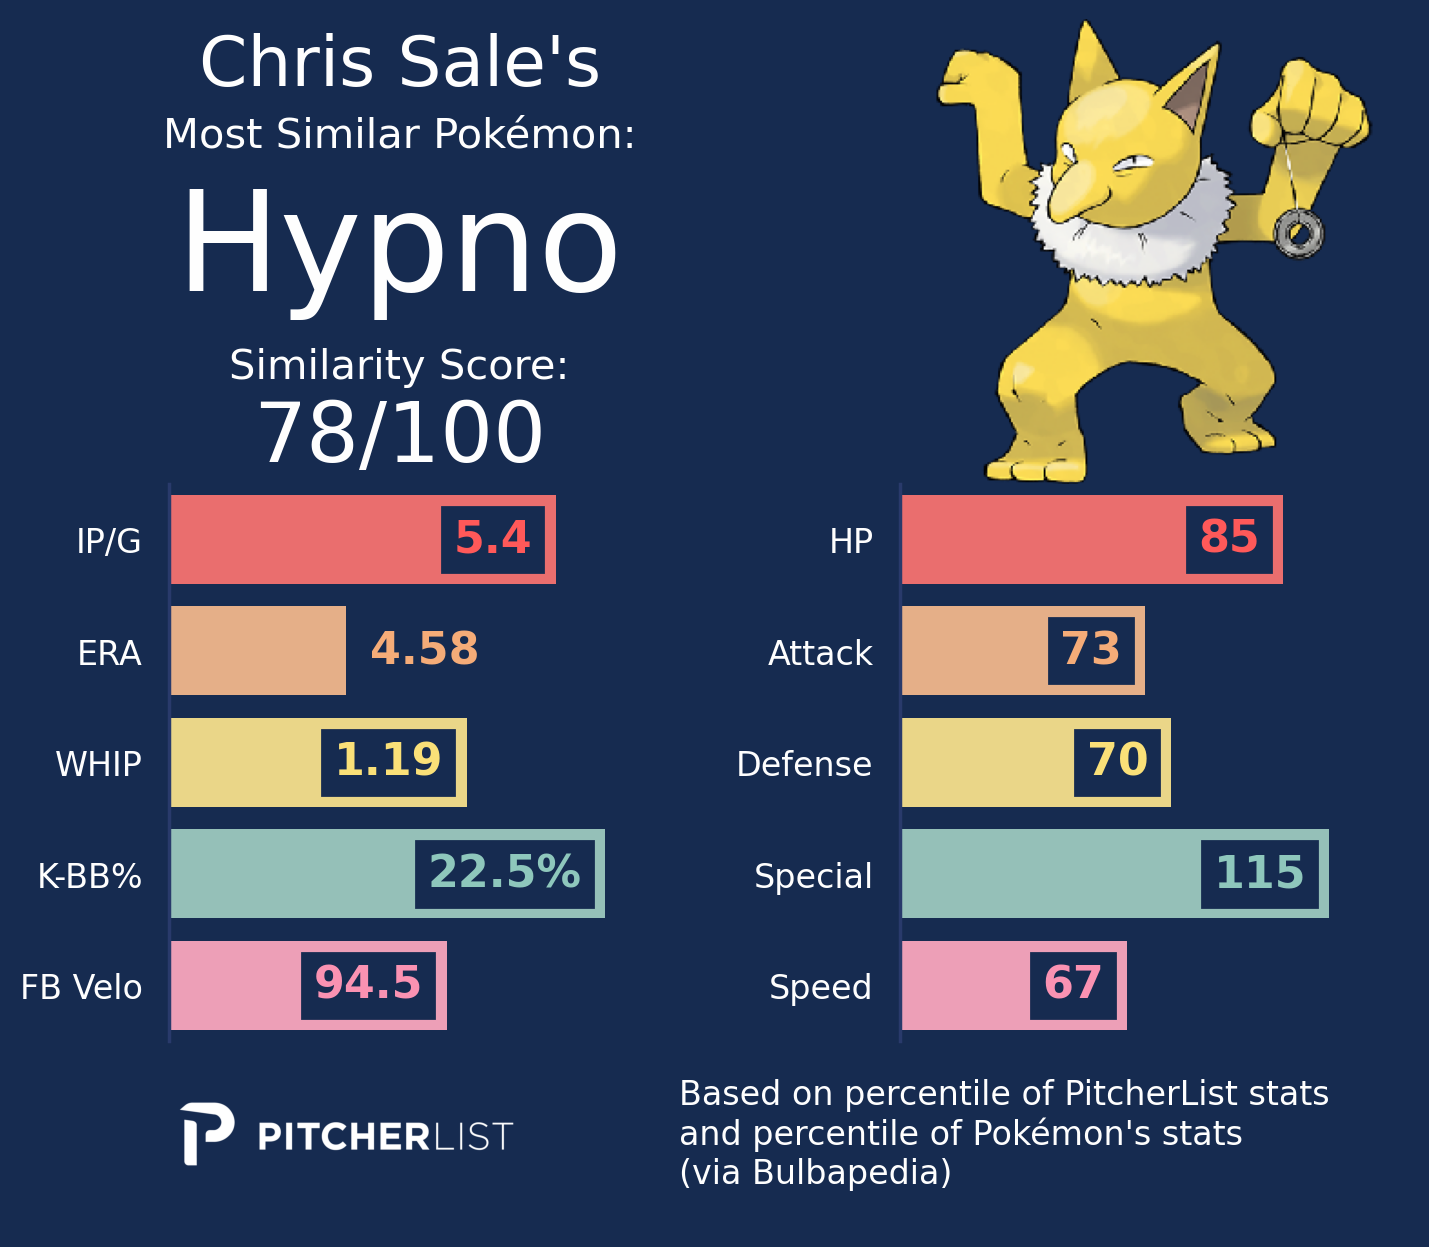 Chris Sale's
Most Similar Pokémon:
Hypno
Similarity Score:
78/100
IP/G 5.4
ERA 4.58
WHIP 1.19
K-BB% 22.5%
FB Velo 94.5
HP 85
Attack 73
Defense 70
Special 115
Speed 67
PITCHERLIST
Based on percentile of PitcherList stats
and percentile of Pokémon's stats
(via Bulbapedia)